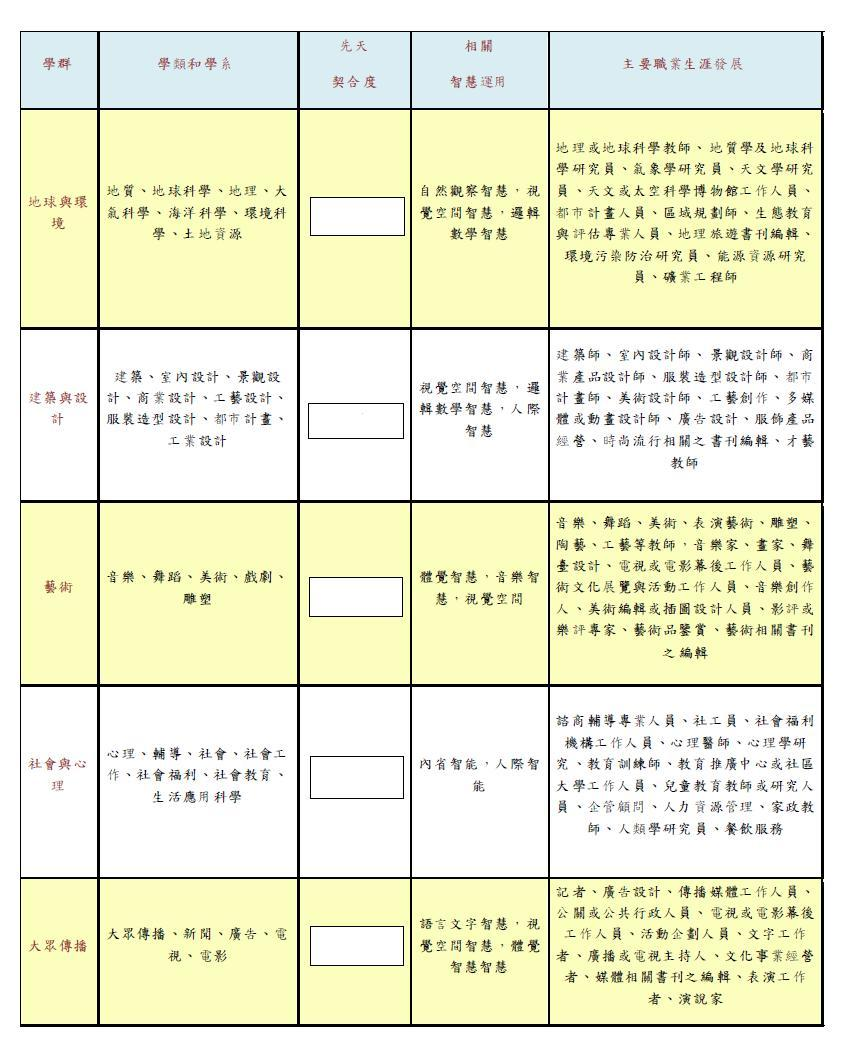 學群
學類和學系
先天
契合度
相關
智慧運用
主要職業生涯發展
地球與環
境
地質、地球科學、地理、大
氣科學、海洋科學、環境科
學、土地資源
自然觀察智慧，視
覺空間智慧，邏輯
數學智慧
地理或地球科學教師、地質學及地球科
學研究員、氣象學研究員、天文學研究
員、天文或太空科學博物館工作人員、
都市計畫人員、區域規劃師、生態教育
與評估專業人員、地理旅遊書刊編輯、
環境污染防治研究員、能源資源研究
員、礦業工程師
建築與設
計
建築、室內設計、景觀設
計、商業設計、工藝設計、
服裝造型設計、都市計畫、
工業設計
視覺空間智慧，邏
輯數學智慧，人際
智慧
建築師、室內設計師、景觀設計師、商
業產品設計師、服裝造型設計師、都市
計畫師、美術設計師、工藝創作、多媒
體或動畫設計師、廣告設計、服飾產品
經營、時尚流行相關之書刊編輯、才藝
教師
藝術
音樂、舞蹈、美術、戲劇、
雕塑
體覺智慧，音樂智
慧，視覺空間
音樂、舞蹈、美術、表演藝術、雕塑、
陶藝、工藝等教師，音樂家、畫家、舞
臺設計、電視或電影幕後工作人員、藝
術文化展覽與活動工作人員、音樂創作
人、美術編輯或插圖設計人員、影評或
樂評專家、藝術品鑒賞、藝術相關書刊
之編輯
社會與心
理
心理、輔導、社會、社會工
作、社會福利、社會教育、
生活應用科學
內省智能，人際智
能
諮商輔導專業人員、社工員、社會福利
機構工作人員、心理醫師、心理學研
究、教育訓練師、教育推廣中心或社區
大學工作人員、兒童教育教師或研究人
員、企管顧問、人力資源管理、家政教
師、人類學研究員、餐飲服務
大眾傳播
大眾傳播、新聞、廣告、電
視、電影
語言文字智慧，視
覺空間智慧，體覺
智慧智慧
記者、廣告設計、傳播媒體工作人員、
公關或公共行政人員、電視或電影幕後
工作人員、活動企劃人員、文字工作
者、廣播或電視主持人、文化事業經營
者、媒體相關書刊之編輯、表演工作
者、演說家